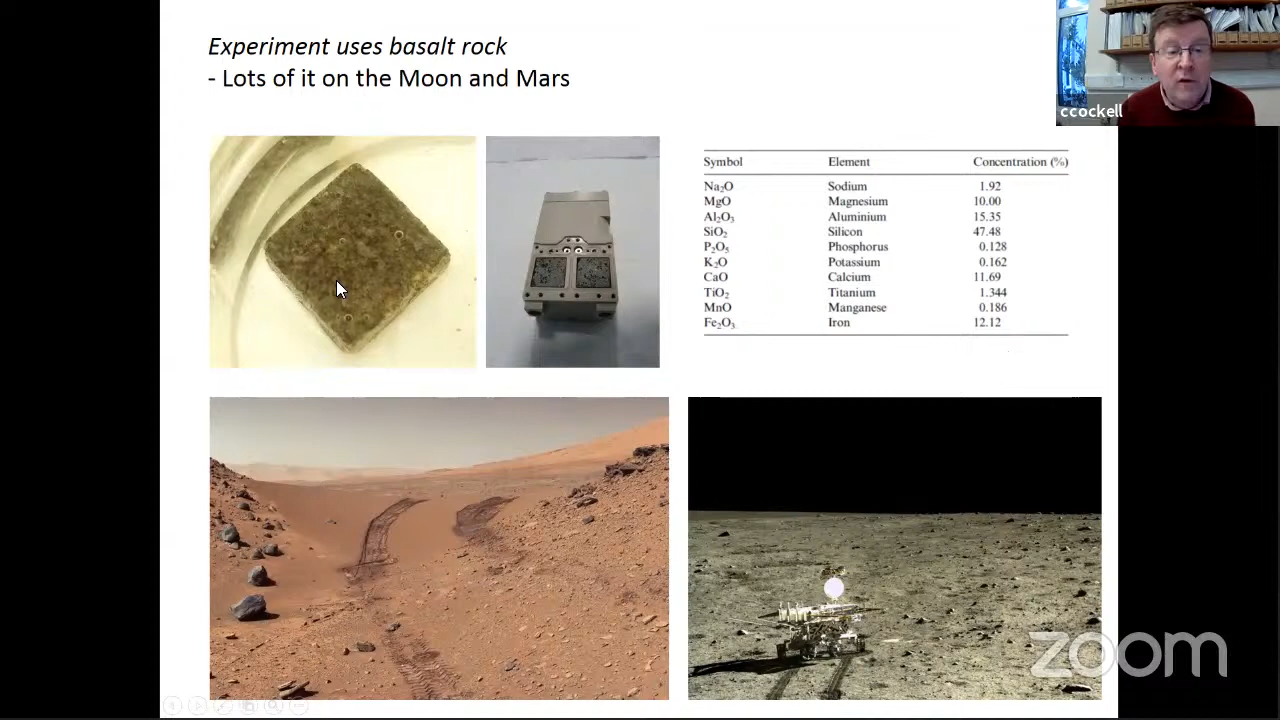 Experiment uses basalt rock
- Lots of it on the Moon and Mars
ccockell
Symbol Element Concentration (%)
Na₂O Sodium 1.92
MgO Magnesium 10.00
Al₂O₃ Aluminium 15.35
SiO₂ Silicon 47.48
P₂O₅ Phosphorus 0.128
K₂O Potassium 0.162
CaO Calcium 11.69
TiO₂ Titanium 1.344
MnO Manganese 0.186
Fe₂O₃ Iron 12.12
zoom